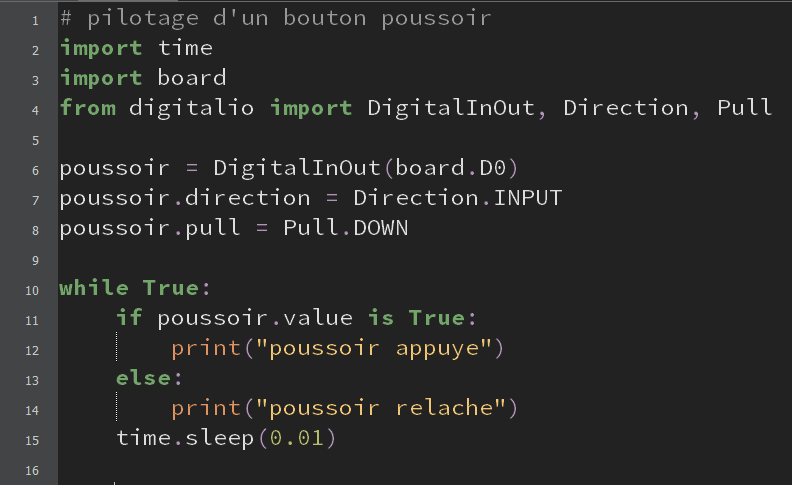 1 # pilotage d'un bouton poussoir
2 import time
3 import board
4 from digitalio import DigitalInOut, Direction, Pull
5
6 poussoir = DigitalInOut(board.D0)
7 poussoir.direction = Direction.INPUT
8 poussoir.pull = Pull.DOWN
9
10 while True:
11     if poussoir.value is True:
12         print("poussoir appuye")
13     else:
14         print("poussoir relache")
15     time.sleep(0.01)
16